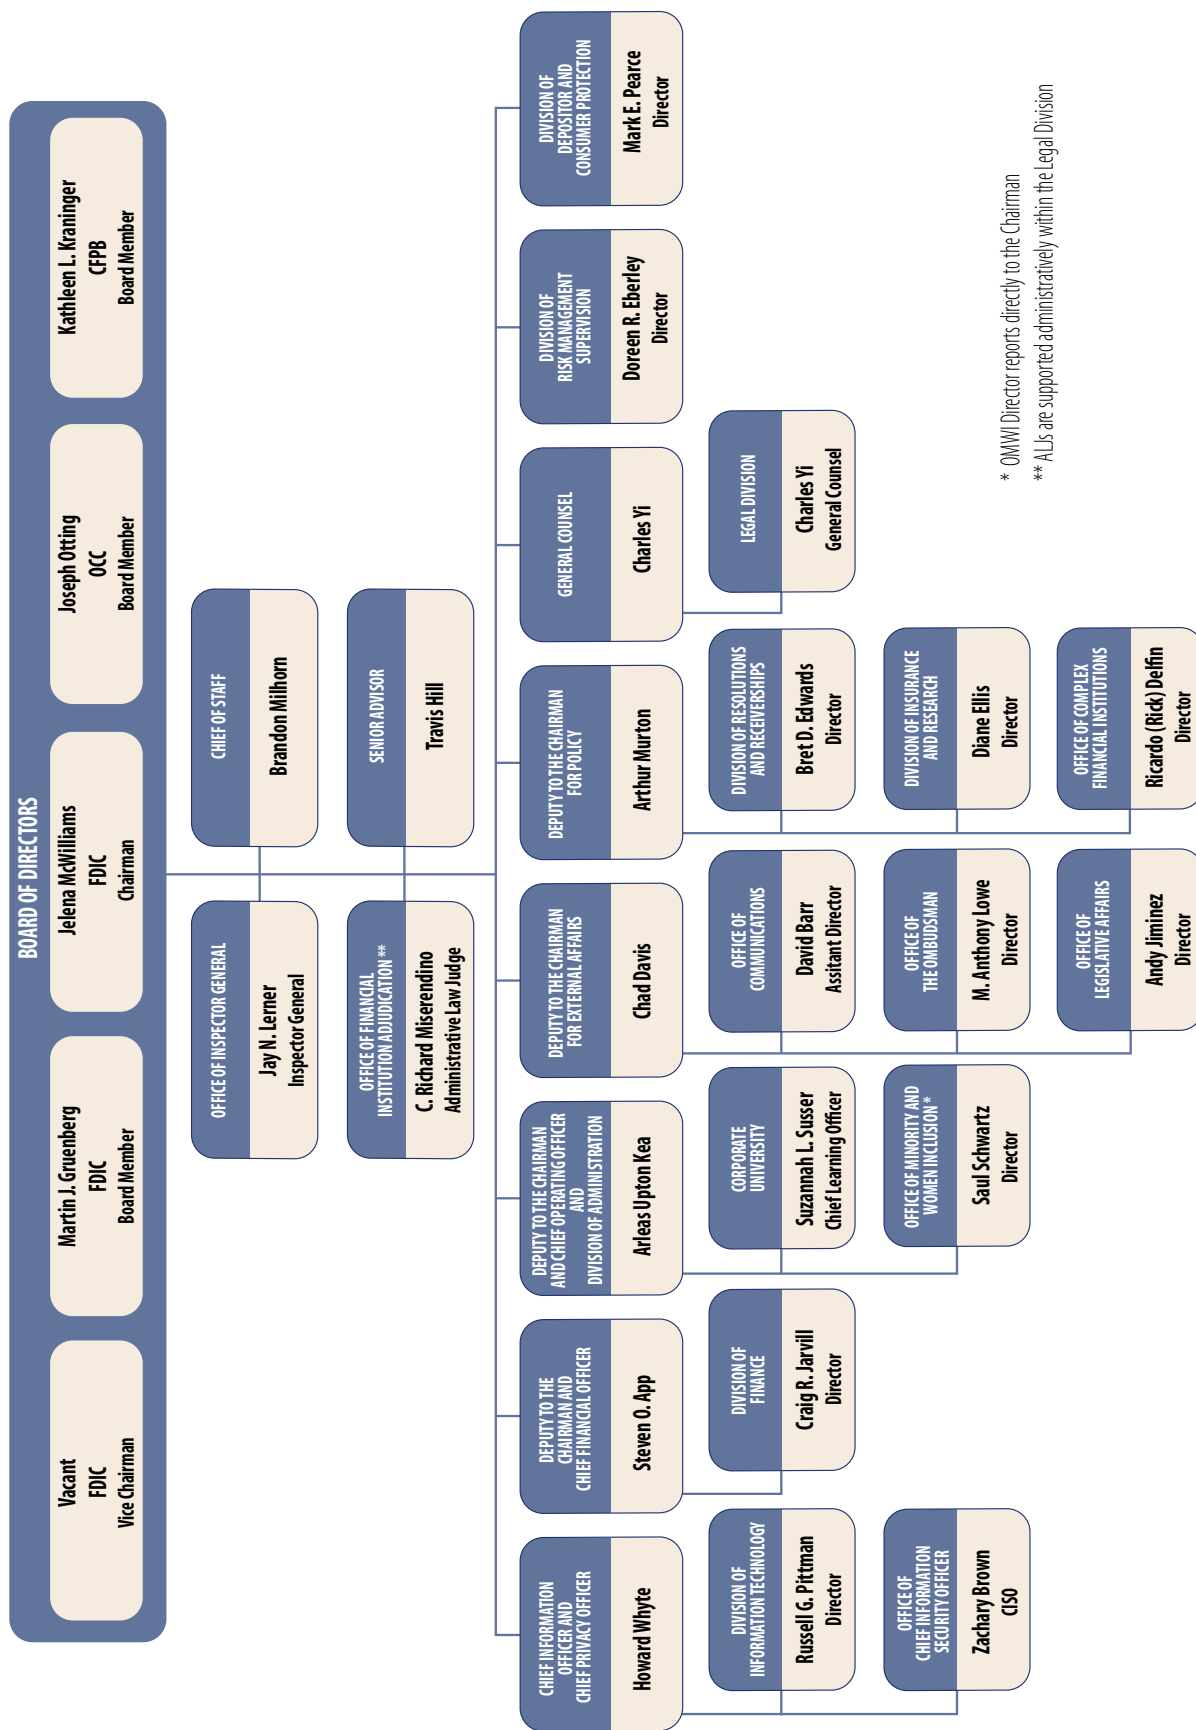 BOARD OF DIRECTORS
Vacant
FDIC
Vice Chairman
Martin J. Gruenberg
FDIC
Board Member
Jelena McWilliams
FDIC
Chairman
Joseph Otting
OCC
Board Member
Kathleen L. Kraninger
CFPB
Board Member
OFFICE OF INSPECTOR GENERAL
Jay N. Lerner
Inspector General
CHIEF OF STAFF
Brandon Milhorn
OFFICE OF FINANCIAL
INSTITUTION ADJUDICATION**
C. Richard Miserendino
Administrative Law Judge
SENIOR ADVISOR
Travis Hill
CHIEF INFORMATION
OFFICER AND
CHIEF PRIVACY OFFICER
Howard Whyte
DEPUTY TO THE
CHAIRMAN AND
CHIEF FINANCIAL OFFICER
Steven O. App
DEPUTY TO THE CHAIRMAN
AND CHIEF OPERATING OFFICER
AND
DIVISION OF ADMINISTRATION
Arleas Upton Kea
DEPUTY TO THE CHAIRMAN
FOR EXTERNAL AFFAIRS
Chad Davis
DEPUTY TO THE CHAIRMAN
FOR POLICY
Arthur Murton
GENERAL COUNSEL
Charles Yi
DIVISION OF
RISK MANAGEMENT
SUPERVISION
Doreen R. Eberley
Director
DIVISION OF
DEPOSITOR AND
CONSUMER PROTECTION
Mark E. Pearce
Director
DIVISION OF
INFORMATION TECHNOLOGY
Russell G. Pittman
Director
DIVISION OF
FINANCE
Craig R. Jarvill
Director
CORPORATE
UNIVERSITY
Suzannah L. Susser
Chief Learning Officer
OFFICE OF
COMMUNICATIONS
David Barr
Assitant Director
DIVISION OF RESOLUTIONS
AND RECEIVERSHIPS
Bret D. Edwards
Director
LEGAL DIVISION
Charles Yi
General Counsel
OFFICE OF
CHIEF INFORMATION
SECURITY OFFICER
Zachary Brown
CISO
OFFICE OF MINORITY AND
WOMEN INCLUSION*
Saul Schwartz
Director
OFFICE OF
THE OMBUDSMAN
M. Anthony Lowe
Director
DIVISION OF INSURANCE
AND RESEARCH
Diane Ellis
Director
OFFICE OF
LEGISLATIVE AFFAIRS
Andy Jiminez
Director
OFFICE OF COMPLEX
FINANCIAL INSTITUTIONS
Ricardo (Rick) Delfin
Director
* OMWI Director reports directly to the Chairman
** ALJs are supported administratively within the Legal Division